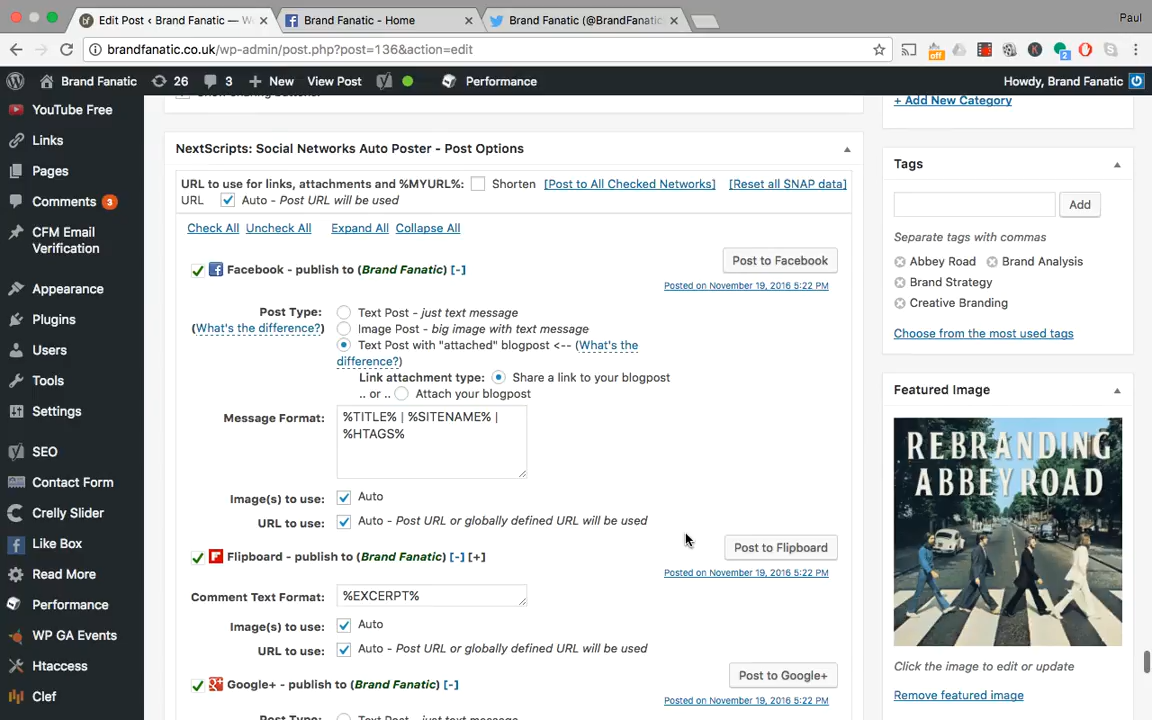 Edit Post ‹ Brand Fanatic — W
Brand Fanatic - Home
Brand Fanatic (@BrandFanatic
Paul
brandfanatic.co.uk/wp-admin/post.php?post=136&action=edit
off
2
Brand Fanatic
26
3
New
View Post
Performance
Howdy, Brand Fanatic
YouTube Free
Links
Pages
Comments 3
CFM Email
Verification
Appearance
Plugins
Users
Tools
Settings
SEO
Contact Form
Crelly Slider
Like Box
Read More
Performance
WP GA Events
Htaccess
Clef
NextScripts: Social Networks Auto Poster - Post Options
URL to use for links, attachments and %MYURL%: Shorten [Post to All Checked Networks] [Reset all SNAP data]
URL Auto - Post URL will be used
Check All Uncheck All Expand All Collapse All
Facebook - publish to (Brand Fanatic) [-]
Post to Facebook
Posted on November 19, 2016 5:22 PM
Post Type:
(What's the difference?)
Text Post - just text message
Image Post - big image with text message
Text Post with "attached" blogpost <-- (What's the
difference?)
Link attachment type: Share a link to your blogpost
.. or .. Attach your blogpost
Message Format:
%TITLE% | %SITENAME% |
%HTAGS%
Image(s) to use: Auto
URL to use: Auto - Post URL or globally defined URL will be used
Flipboard - publish to (Brand Fanatic) [-] [+]
Post to Flipboard
Posted on November 19, 2016 5:22 PM
Comment Text Format: %EXCERPT%
Image(s) to use: Auto
URL to use: Auto - Post URL or globally defined URL will be used
Google+ - publish to (Brand Fanatic) [-]
Post to Google+
Posted on November 19, 2016 5:22 PM
Post Type: Text Post - just text message
+ Add New Category
Tags
Add
Separate tags with commas
Abbey Road Brand Analysis
Brand Strategy
Creative Branding
Choose from the most used tags
Featured Image
REBRANDING
ABBEY ROAD
Click the image to edit or update
Remove featured image